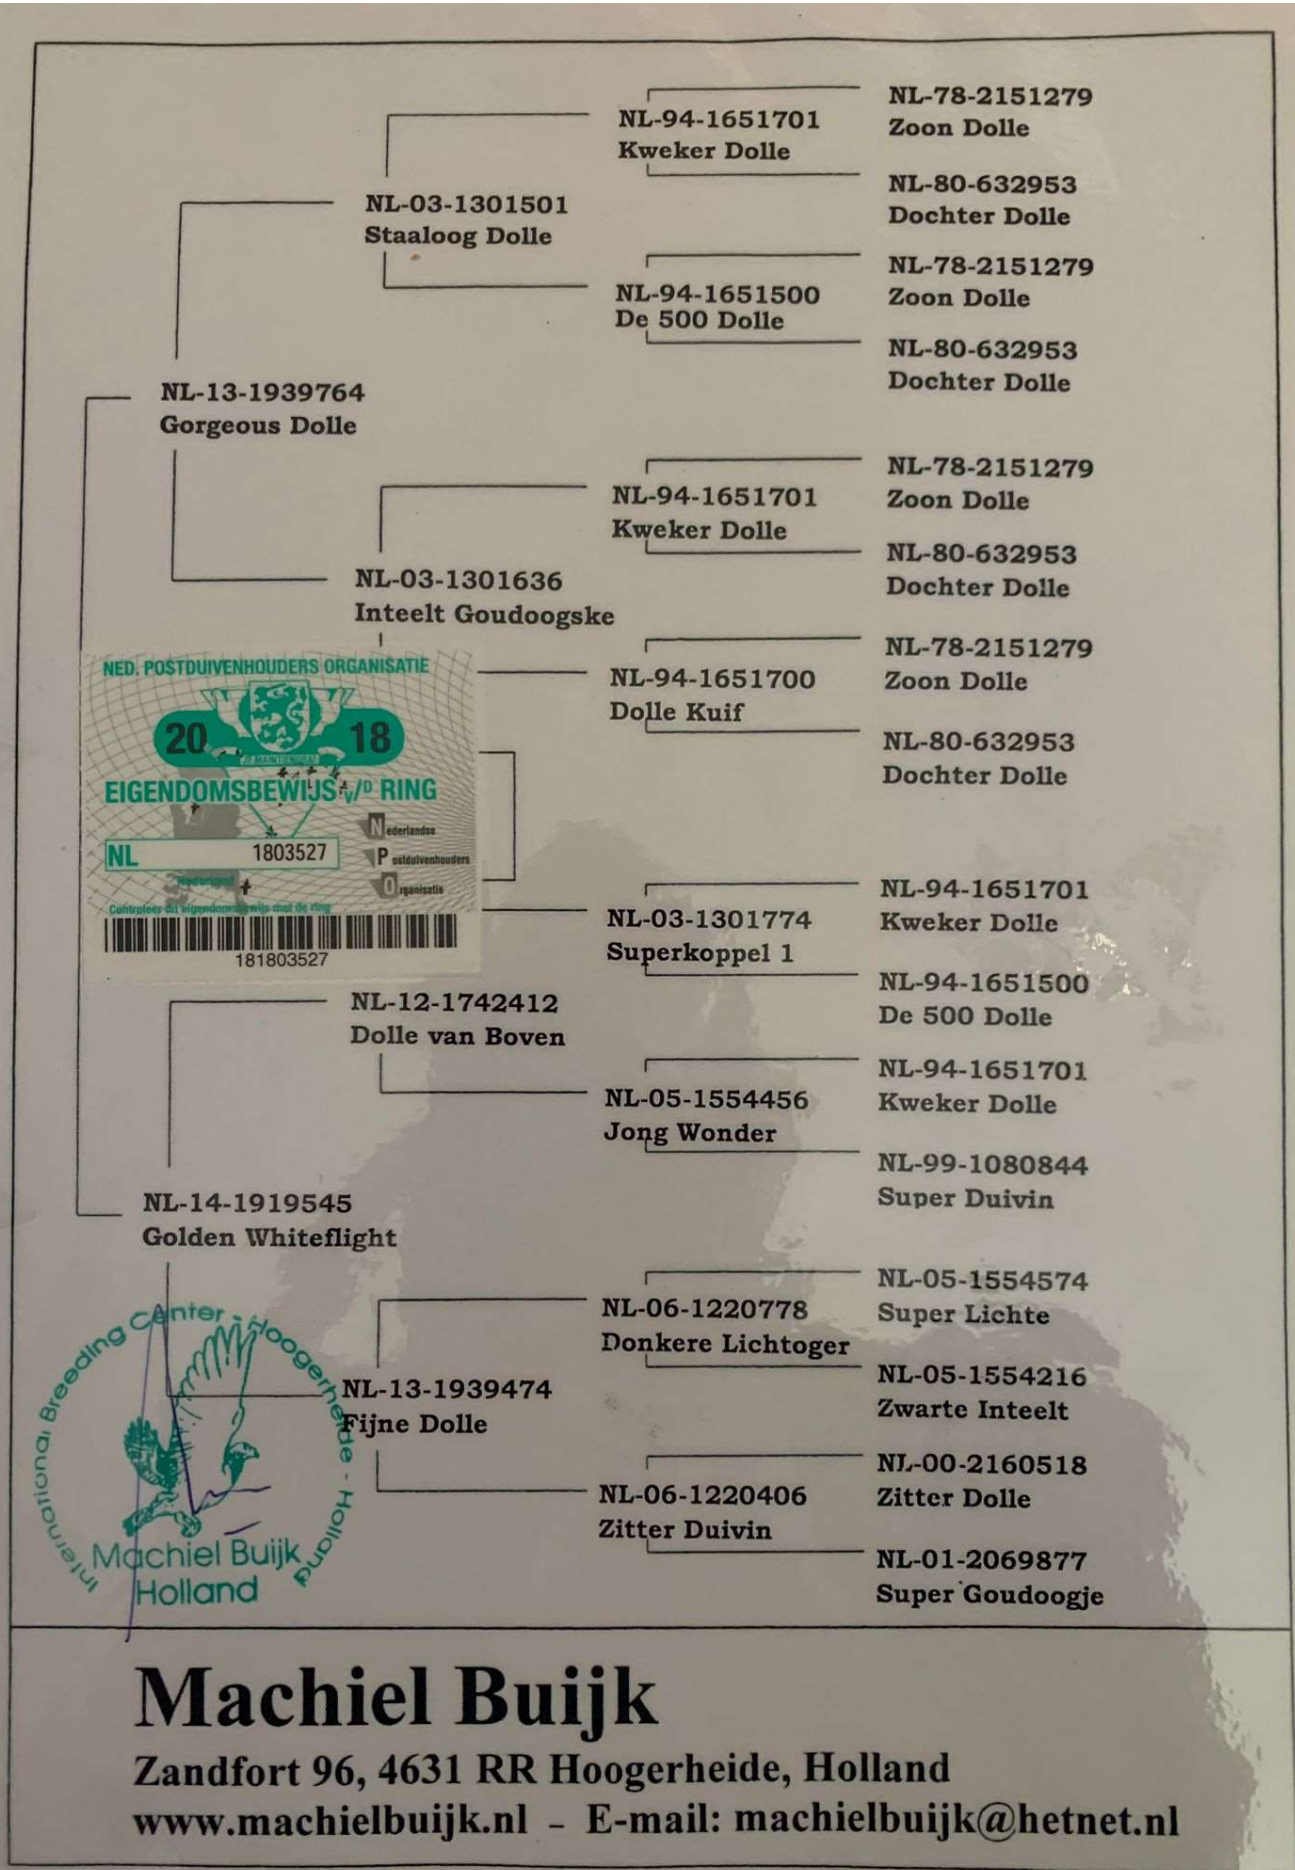 NL-78-2151279
Zoon Dolle
NL-94-1651701
Kweker Dolle
NL-80-632953
Dochter Dolle
NL-03-1301501
Staaloog Dolle
NL-78-2151279
Zoon Dolle
NL-94-1651500
De 500 Dolle
NL-80-632953
Dochter Dolle
NL-13-1939764
Gorgeous Dolle
NL-78-2151279
Zoon Dolle
NL-94-1651701
Kweker Dolle
NL-80-632953
Dochter Dolle
NL-03-1301636
Inteelt Goudoogske
NL-78-2151279
Zoon Dolle
NL-94-1651700
Dolle Kuif
NL-80-632953
Dochter Dolle
NED. POSTDUIVENHOUDERS ORGANISATIE
20 18
JE MAINTIENDRAI
EIGENDOMSBEWIJS V/D RING
Nederlandse
Postduivenhouders
Organisatie
NL 1803527
Nederland
Controleer dit eigendomsbewijs met de ring
181803527
NL-94-1651701
Kweker Dolle
NL-03-1301774
Superkoppel 1
NL-94-1651500
De 500 Dolle
NL-12-1742412
Dolle van Boven
NL-94-1651701
Kweker Dolle
NL-05-1554456
Jong Wonder
NL-99-1080844
Super Duivin
NL-14-1919545
Golden Whiteflight
NL-05-1554574
Super Lichte
NL-06-1220778
Donkere Lichtoger
NL-05-1554216
Zwarte Inteelt
NL-13-1939474
Fijne Dolle
NL-00-2160518
Zitter Dolle
NL-06-1220406
Zitter Duivin
NL-01-2069877
Super Goudoogje
International Breeding Center - Hoogerheide - Holland
Machiel Buijk
Holland
Machiel Buijk
Zandfort 96, 4631 RR Hoogerheide, Holland
www.machielbuijk.nl - E-mail: machielbuijk@hetnet.nl